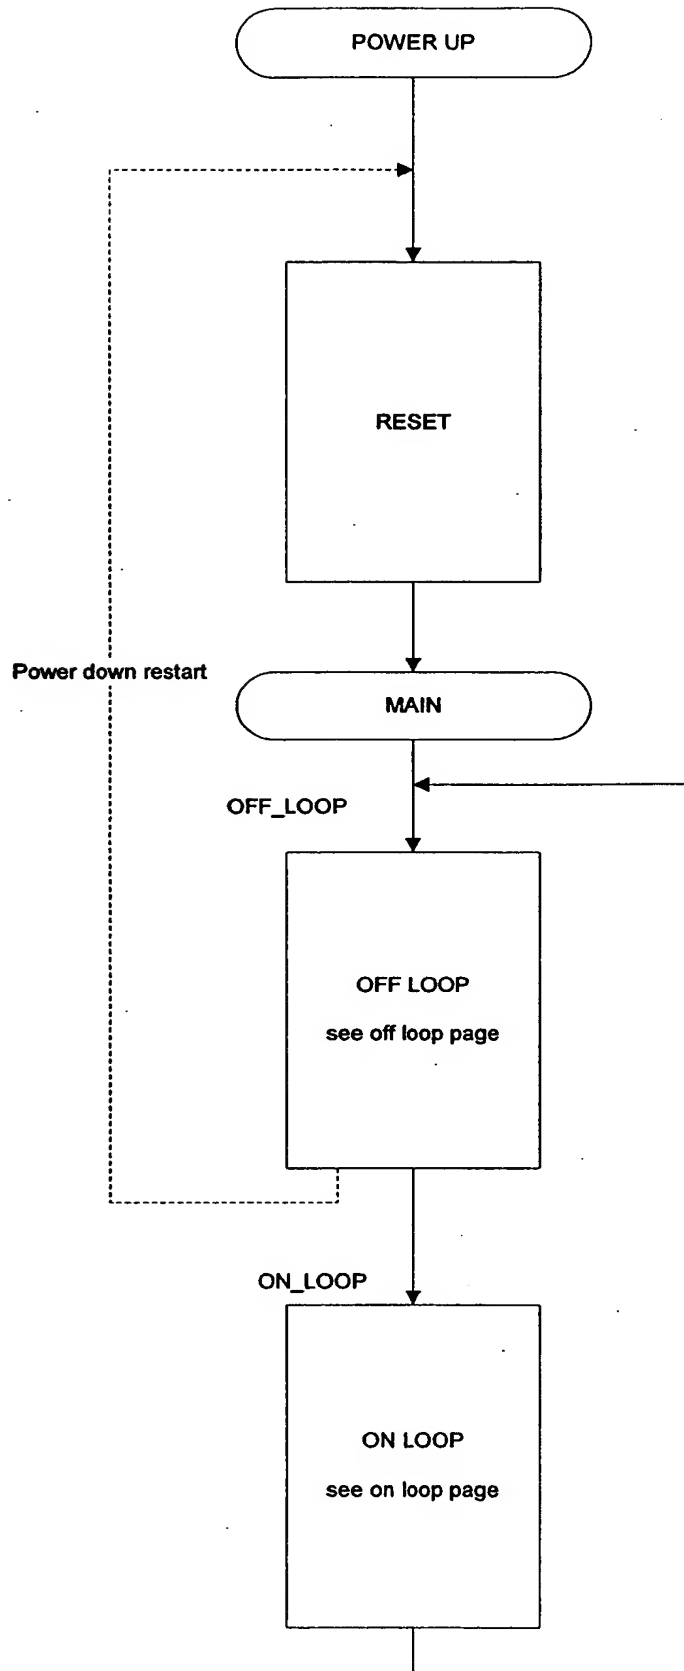 POWER UP
RESET
Power down restart
MAIN
OFF_LOOP
OFF LOOP
see off loop page
ON_LOOP
ON LOOP
see on loop page